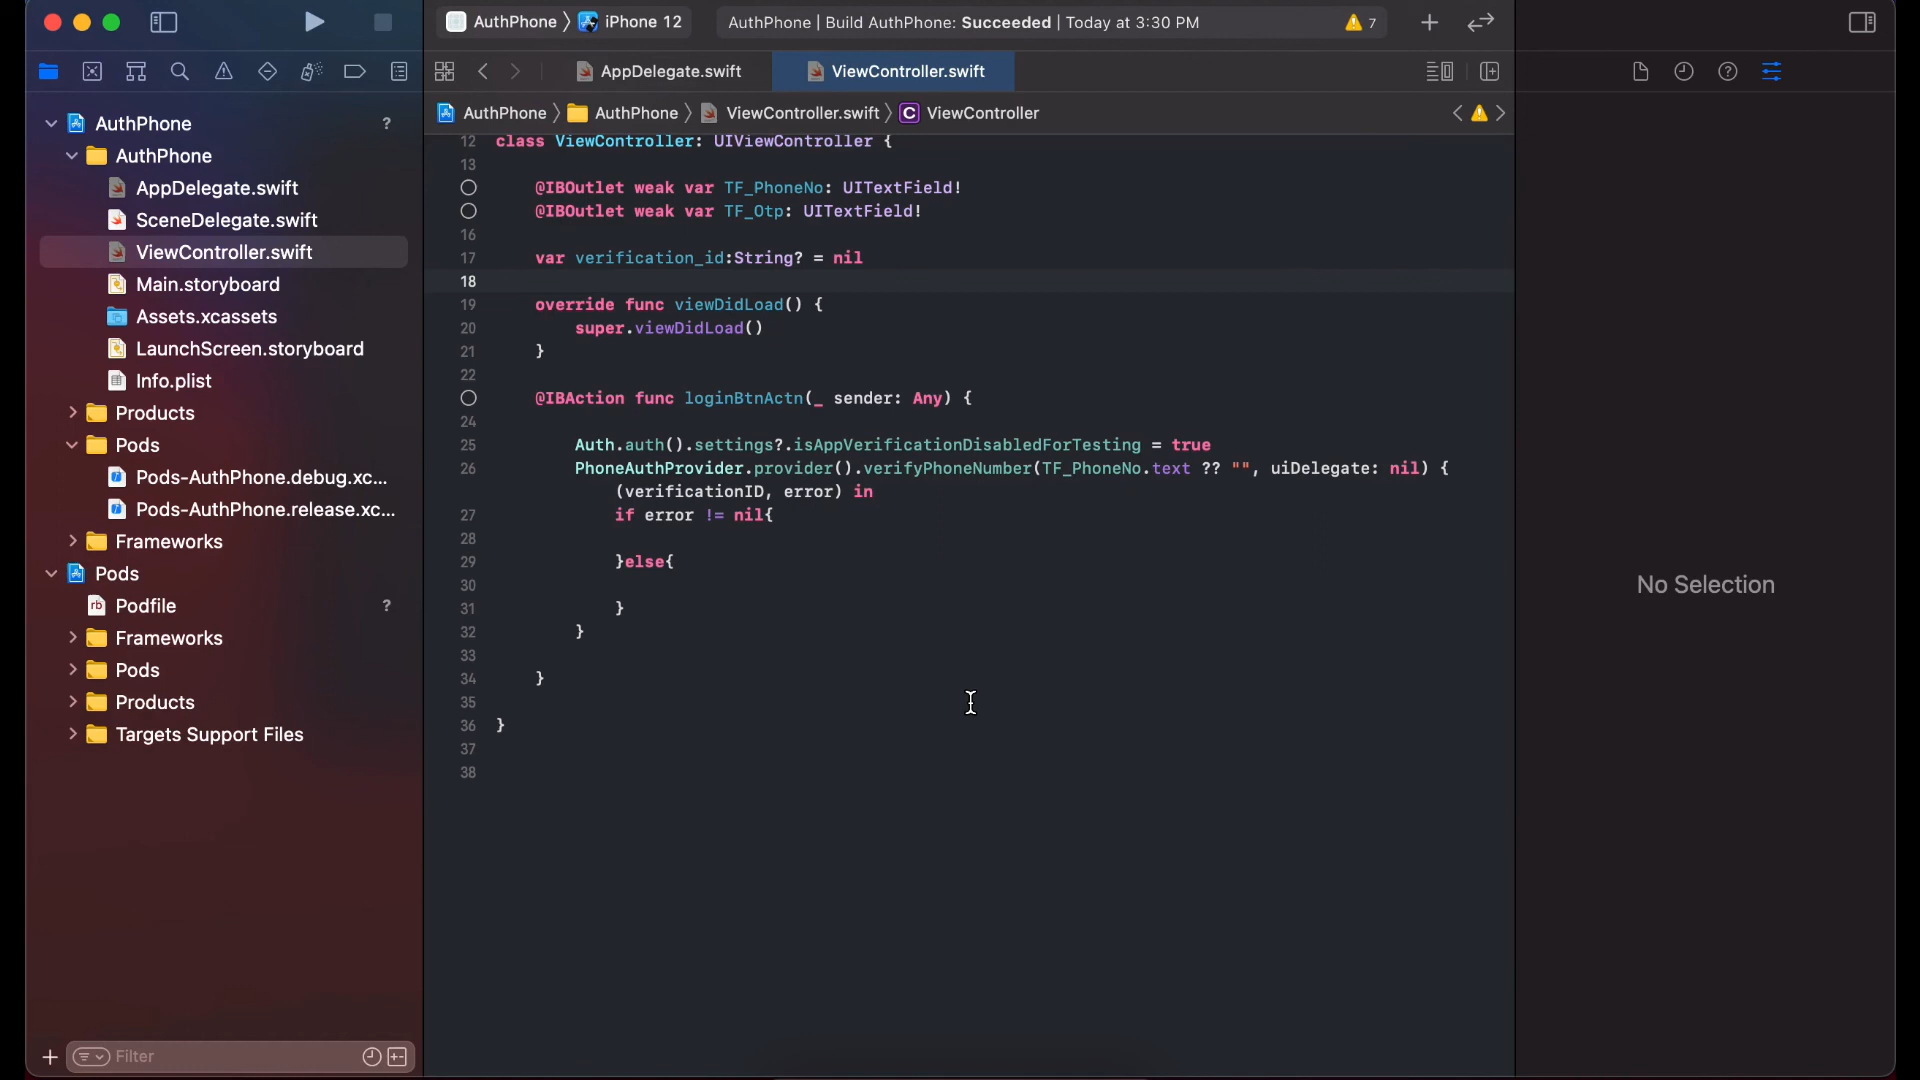 AuthPhone 〉 iPhone 12
AuthPhone | Build AuthPhone: Succeeded | Today at 3:30 PM
7
AppDelegate.swift
ViewController.swift
AuthPhone 〉 AuthPhone 〉 ViewController.swift 〉 C ViewController
AuthPhone ?
AuthPhone
AppDelegate.swift
SceneDelegate.swift
ViewController.swift
Main.storyboard
Assets.xcassets
LaunchScreen.storyboard
Info.plist
Products
Pods
Pods-AuthPhone.debug.xc...
Pods-AuthPhone.release.xc...
Frameworks
Pods
rb Podfile ?
Frameworks
Pods
Products
Targets Support Files
Filter
12 class ViewController: UIViewController {
13
@IBOutlet weak var TF_PhoneNo: UITextField!
@IBOutlet weak var TF_Otp: UITextField!
16
17 var verification_id:String? = nil
18
19 override func viewDidLoad() {
20 super.viewDidLoad()
21 }
22
@IBAction func loginBtnActn(_ sender: Any) {
24
25 Auth.auth().settings?.isAppVerificationDisabledForTesting = true
26 PhoneAuthProvider.provider().verifyPhoneNumber(TF_PhoneNo.text ?? "", uiDelegate: nil) {
(verificationID, error) in
27 if error != nil{
28
29 }else{
30
31 }
32 }
33
34 }
35
36 }
37
38
No Selection